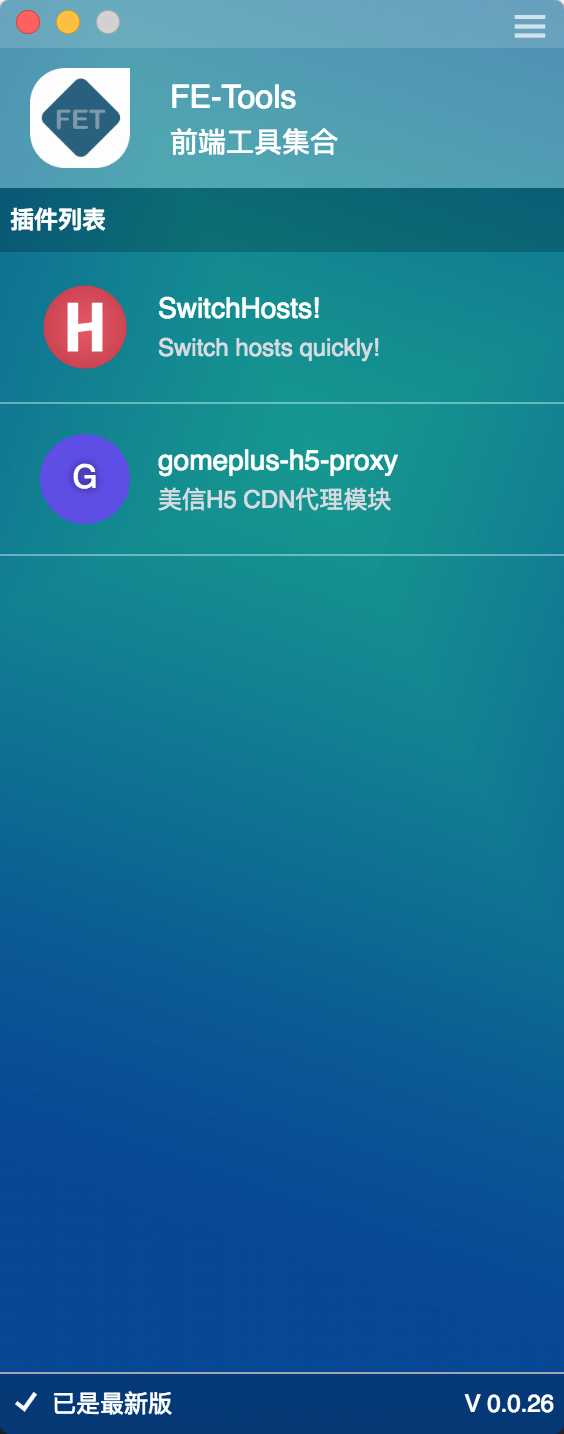 FET
FE-Tools
前端工具集合
插件列表
H
SwitchHosts!
Switch hosts quickly!
G
gomeplus-h5-proxy
美信H5 CDN代理模块
已是最新版
V 0.0.26